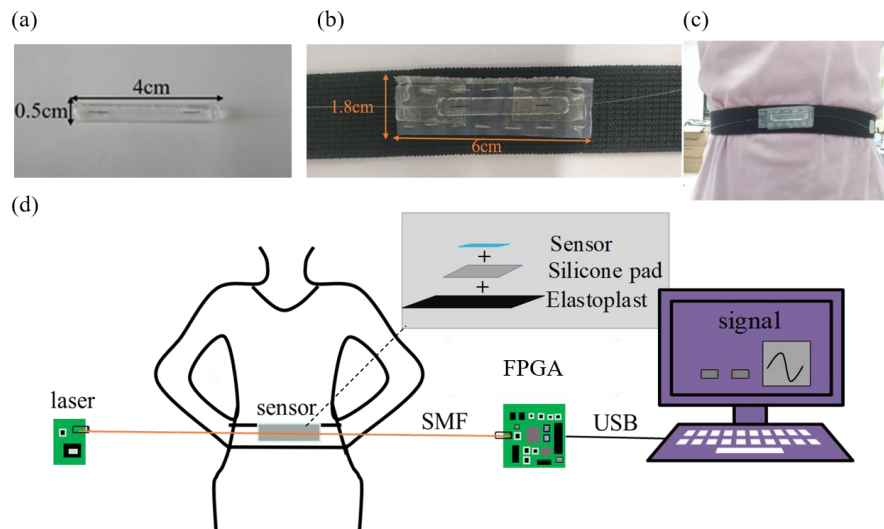 (a)
4cm
0.5cm
(b)
1.8cm
6cm
(c)
(d)
Sensor
+
Silicone pad
+
Elastoplast
signal
FPGA
laser
sensor
SMF
USB